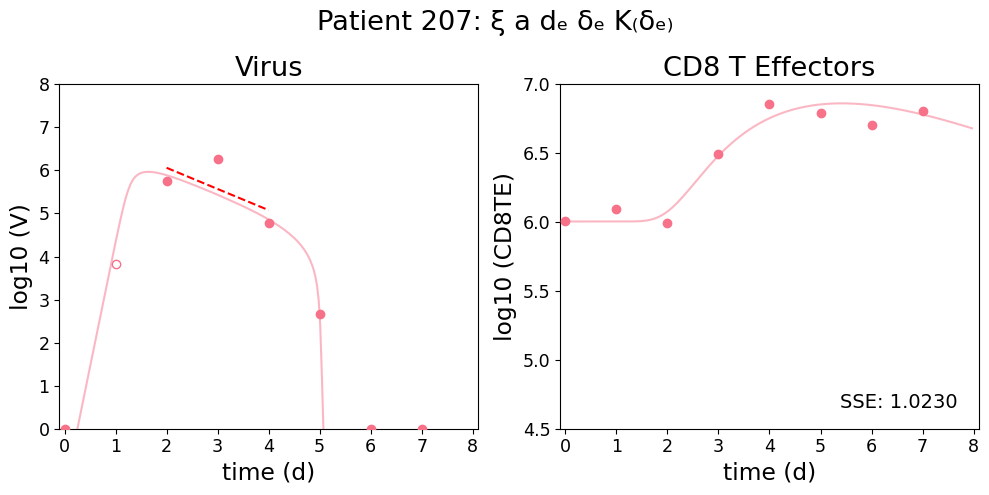 Patient 207: ξ a dₑ δₑ K₍δₑ₎
Virus
CD8 T Effectors
8
7
6
5
4
3
2
1
0
log10 (V)
0 1 2 3 4 5 6 7 8
time (d)
7.0
6.5
6.0
5.5
5.0
4.5
log10 (CD8TE)
SSE: 1.0230
0 1 2 3 4 5 6 7 8
time (d)